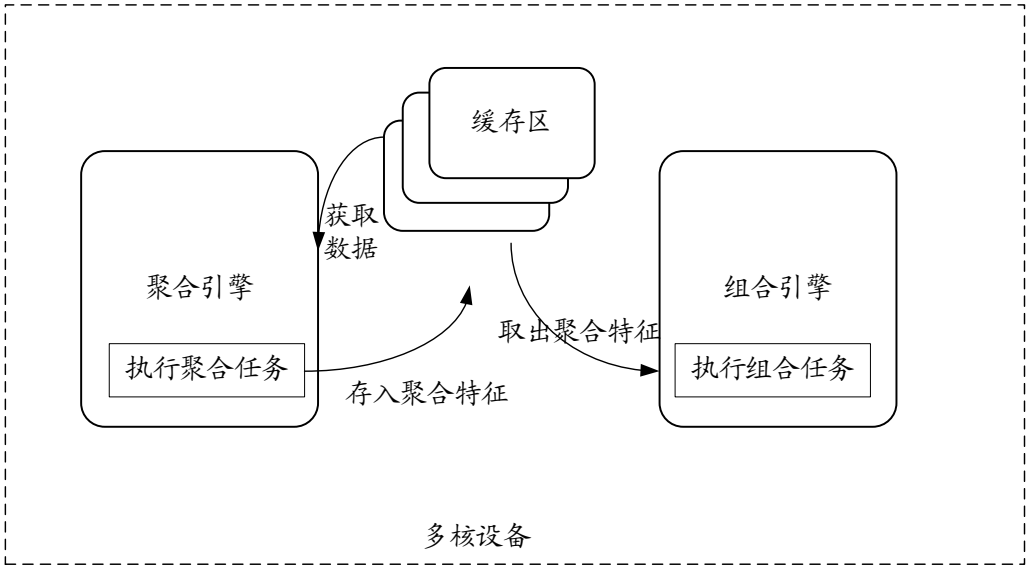 缓存区
获取
数据
聚合引擎
组合引擎
取出聚合特征
执行聚合任务
执行组合任务
存入聚合特征
多核设备